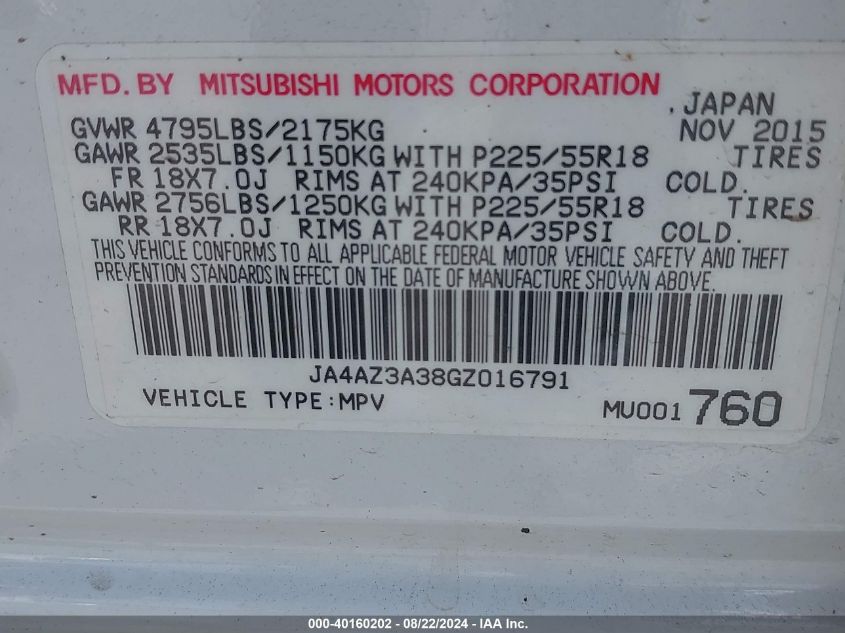 MFD. BY MITSUBISHI MOTORS CORPORATION
.JAPAN
GVWR 4795LBS/2175KG NOV 2015
GAWR 2535LBS/1150KG WITH P225/55R18 TIRES
FR 18X7.0J RIMS AT 240KPA/35PSI COLD.
GAWR 2756LBS/1250KG WITH P225/55R18 TIRES
RR 18X7.0J RIMS AT 240KPA/35PSI COLD.
THIS VEHICLE CONFORMS TO ALL APPLICABLE FEDERAL MOTOR VEHICLE SAFETY AND THEFT
PREVENTION STANDARDS IN EFFECT ON THE DATE OF MANUFACTURE SHOWN ABOVE.
JA4AZ3A38GZ016791
VEHICLE TYPE:MPV MU001 760
000-40160202 - 08/22/2024 - IAA Inc.